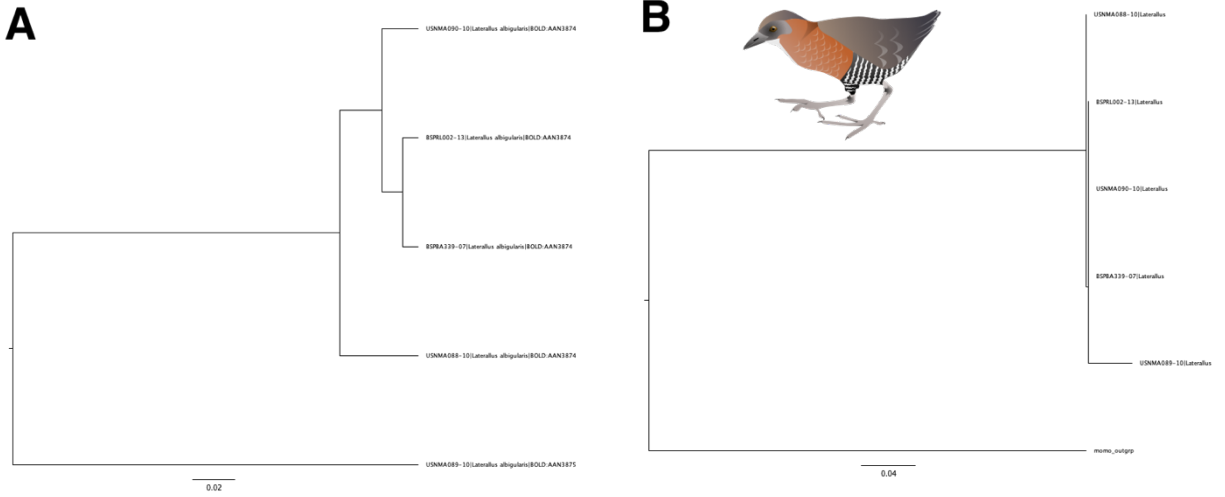 A
USNMA090-10|Laterallus albigularis|BOLD:AAN3874
BSPRL002-13|Laterallus albigularis|BOLD:AAN3874
BSPBA339-07|Laterallus albigularis|BOLD:AAN3874
USNMA088-10|Laterallus albigularis|BOLD:AAN3874
USNMA089-10|Laterallus albigularis|BOLD:AAN3875
0.02
B
USNMA088-10|Laterallus
BSPRL002-13|Laterallus
USNMA090-10|Laterallus
BSPBA339-07|Laterallus
USNMA089-10|Laterallus
momo_outgrp
0.04